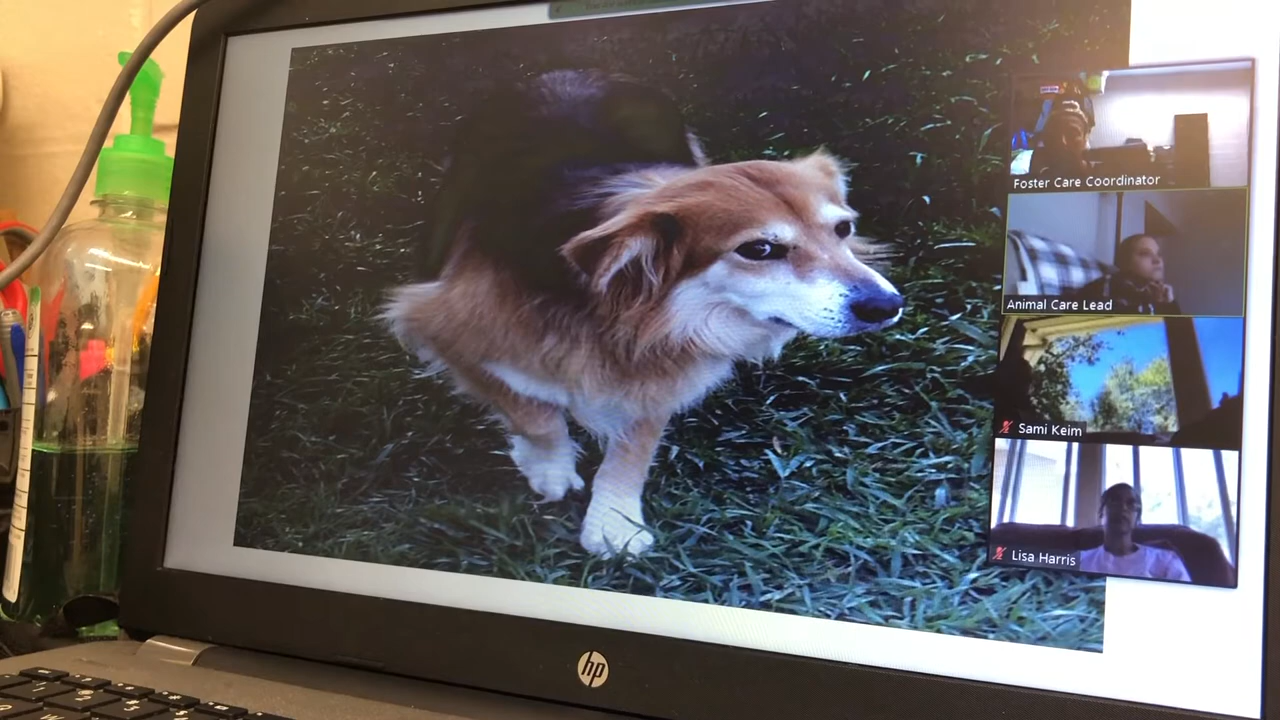 Foster Care Coordinator
Animal Care Lead
Sami Keim
Lisa Harris
hp